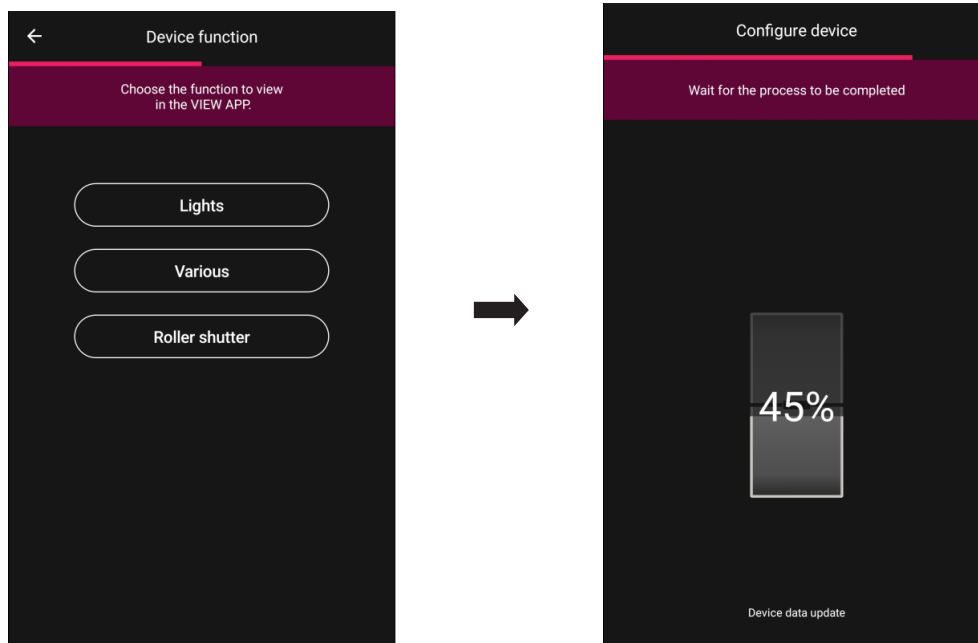 Device function
Choose the function to view
in the VIEW APP.
Lights
Various
Roller shutter
Configure device
Wait for the process to be completed
45%
Device data update